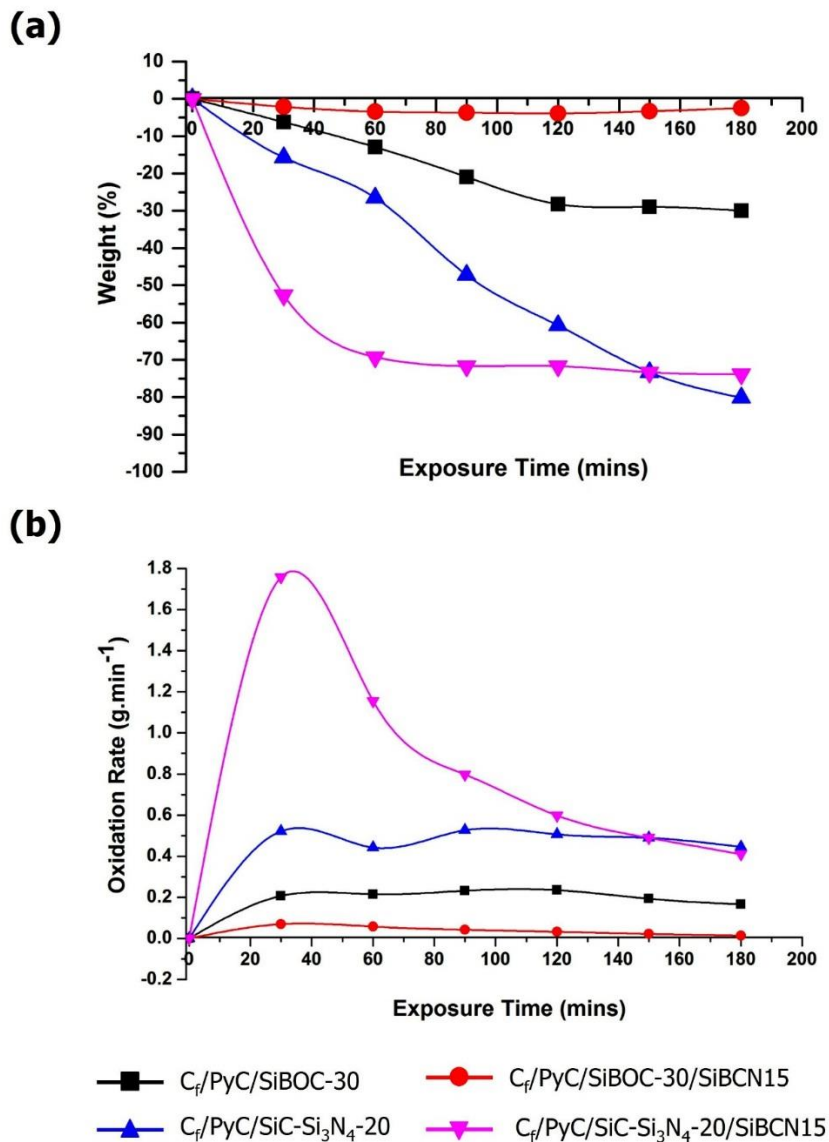 (a)
10
0
-10
-20
-30
-40
-50
-60
-70
-80
-90
-100
0 20 40 60 80 100 120 140 160 180 200
Weight (%)
Exposure Time (mins)
(b)
1.8
1.6
1.4
1.2
1.0
0.8
0.6
0.4
0.2
0.0
-0.2
0 20 40 60 80 100 120 140 160 180 200
Oxidation Rate (g.min⁻¹)
Exposure Time (mins)
C_f/PyC/SiBOC-30 C_f/PyC/SiBOC-30/SiBCN15
C_f/PyC/SiC-Si₃N₄-20 C_f/PyC/SiC-Si₃N₄-20/SiBCN15